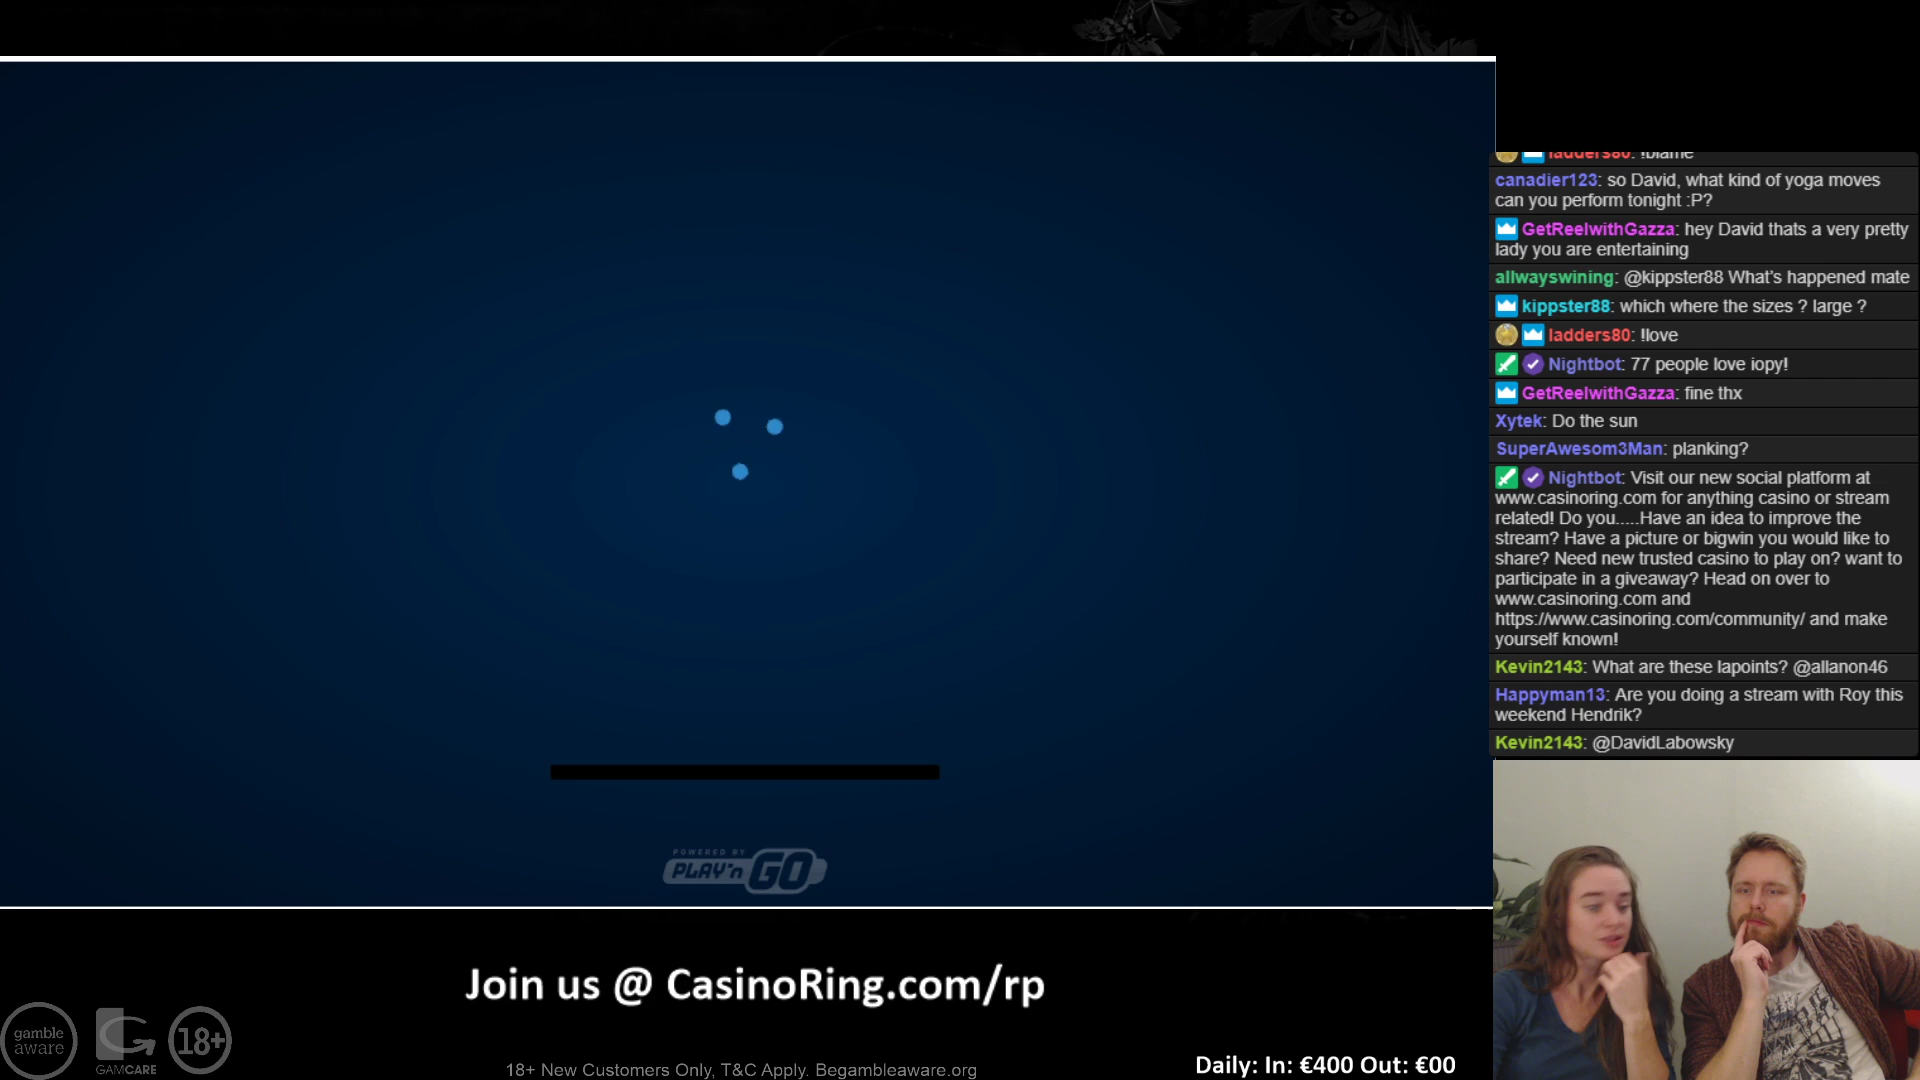 ladders80: !blame
canadier123: so David, what kind of yoga moves
can you perform tonight :P?
GetReelwithGazza: hey David thats a very pretty
lady you are entertaining
allwayswining: @kippster88 What's happened mate
kippster88: which where the sizes ? large ?
ladders80: !love
Nightbot: 77 people love iopy!
GetReelwithGazza: fine thx
Xytek: Do the sun
SuperAwesom3Man: planking?
Nightbot: Visit our new social platform at
www.casinoring.com for anything casino or stream
related! Do you.....Have an idea to improve the
stream? Have a picture or bigwin you would like to
share? Need new trusted casino to play on? want to
participate in a giveaway? Head on over to
www.casinoring.com and
https://www.casinoring.com/community/ and make
yourself known!
Kevin2143: What are these lapoints? @allanon46
Happyman13: Are you doing a stream with Roy this
weekend Hendrik?
Kevin2143: @DavidLabowsky
POWERED BY
PLAY'n GO
Join us @ CasinoRing.com/rp
gamble
aware
GAMCARE
18+
18+ New Customers Only, T&C Apply. Begambleaware.org
Daily: In: €400 Out: €00